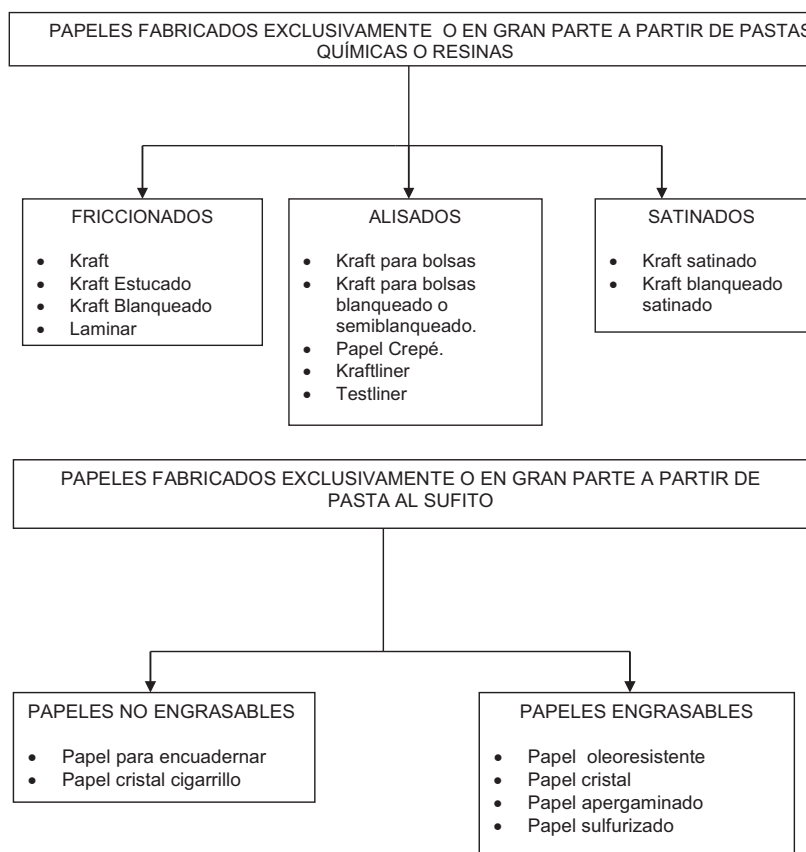 PAPELES FABRICADOS EXCLUSIVAMENTE O EN GRAN PARTE A PARTIR DE PASTAS
QUÍMICAS O RESINAS
FRICCIONADOS
• Kraft
• Kraft Estucado
• Kraft Blanqueado
• Laminar
ALISADOS
• Kraft para bolsas
• Kraft para bolsas
blanqueado o
semiblanqueado.
• Papel Crepé.
• Kraftliner
• Testliner
SATINADOS
• Kraft satinado
• Kraft blanqueado
satinado
PAPELES FABRICADOS EXCLUSIVAMENTE O EN GRAN PARTE A PARTIR DE
PASTA AL SUFITO
PAPELES NO ENGRASABLES
• Papel para encuadernar
• Papel cristal cigarrillo
PAPELES ENGRASABLES
• Papel oleoresistente
• Papel cristal
• Papel apergaminado
• Papel sulfurizado